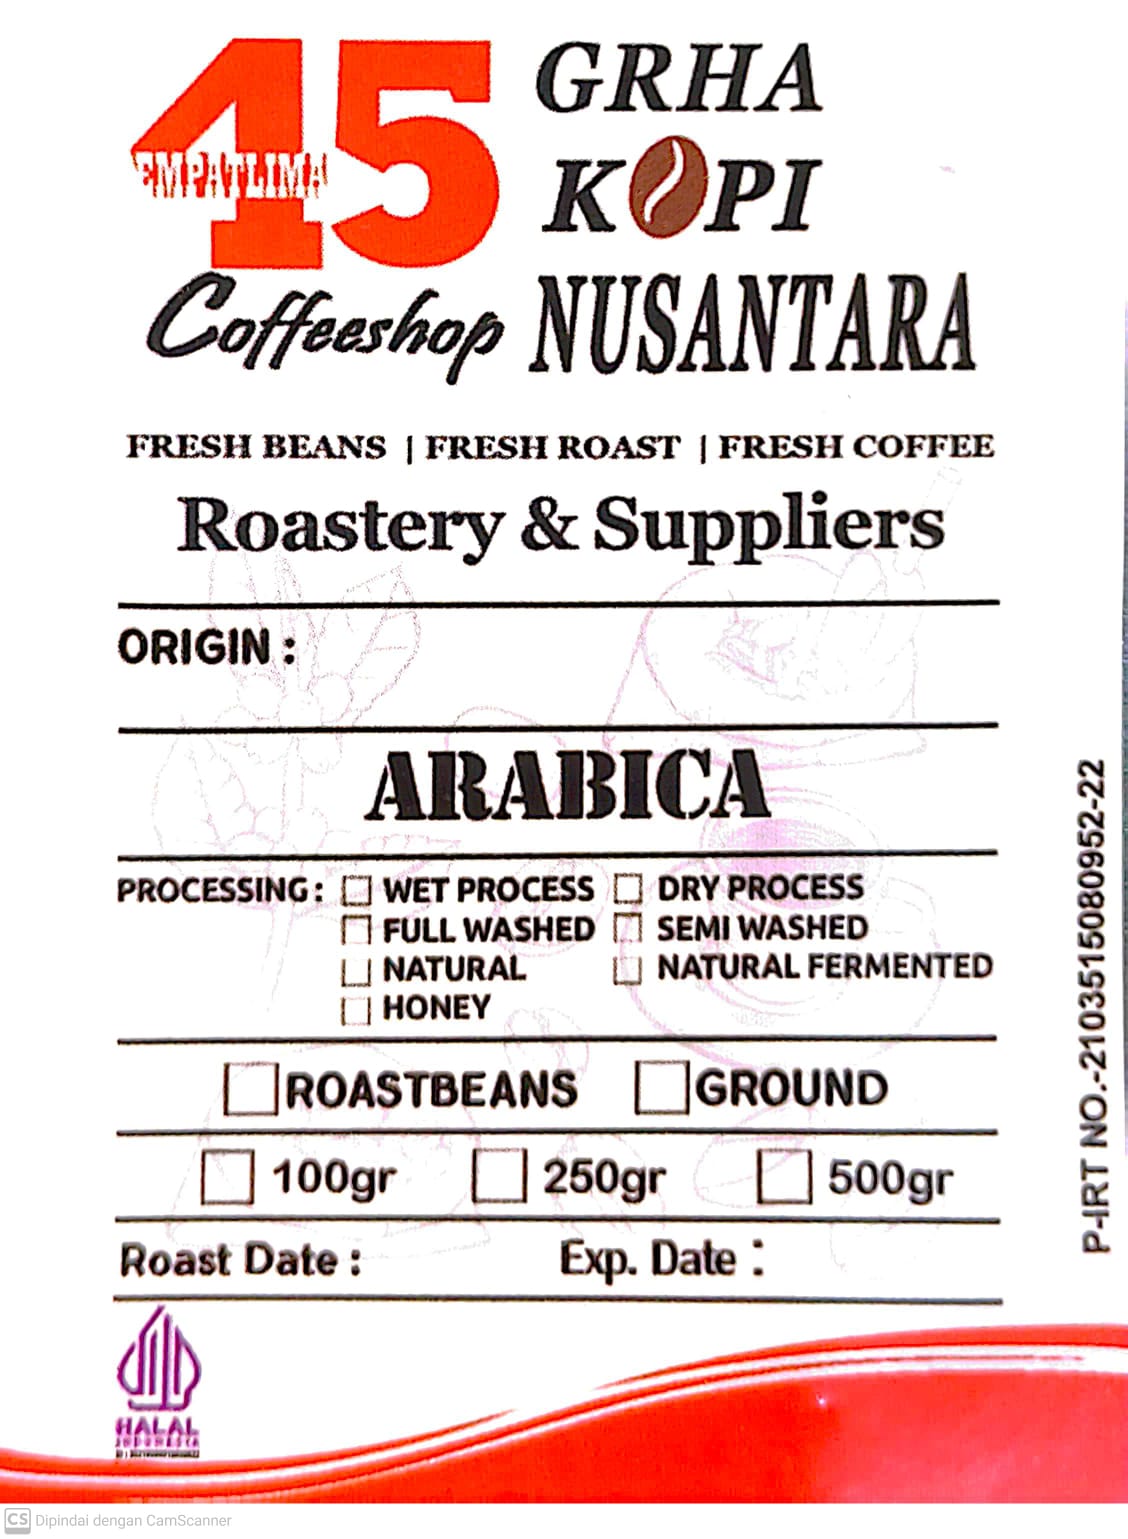 45
EMPATLIMA
Coffeeshop
GRHA
KOPI
NUSANTARA
FRESH BEANS | FRESH ROAST | FRESH COFFEE
Roastery & Suppliers
ORIGIN :
ARABICA
PROCESSING : WET PROCESS DRY PROCESS
FULL WASHED SEMI WASHED
NATURAL NATURAL FERMENTED
HONEY
ROASTBEANS GROUND
100gr 250gr 500gr
Roast Date : Exp. Date :
P-IRT NO.-2103515080952-22
HALAL
INDONESIA
CS Dipindai dengan CamScanner